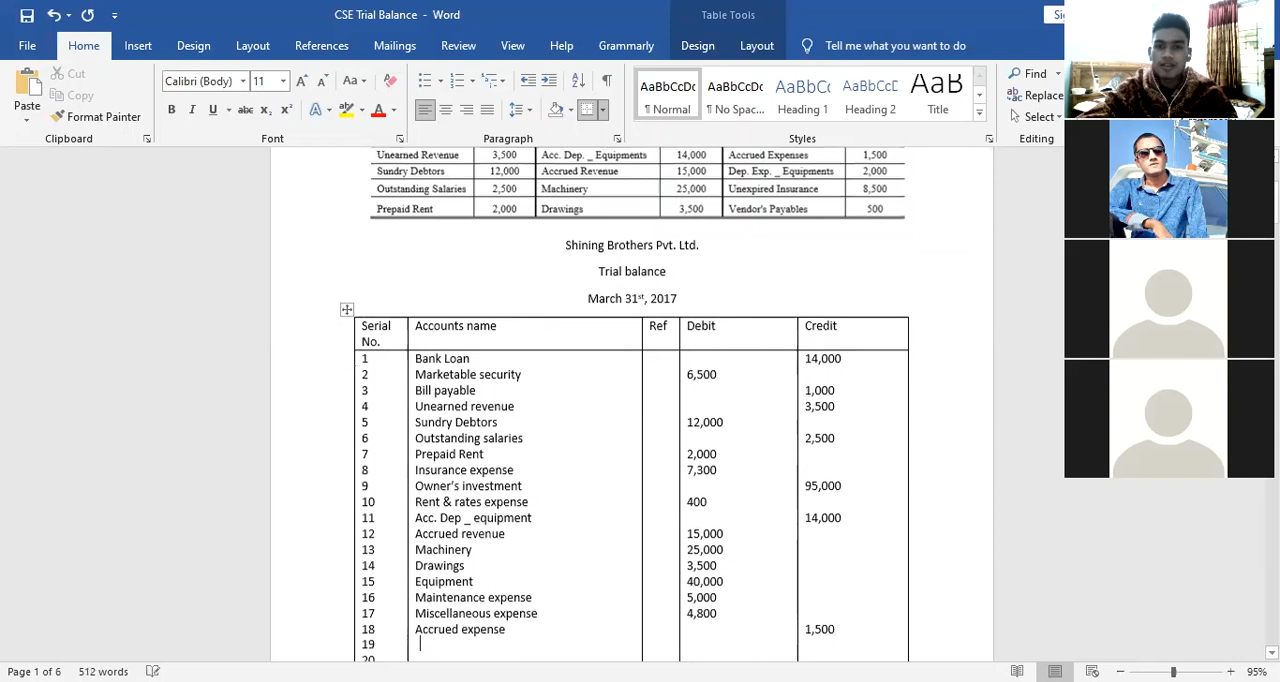 CSE Trial Balance - Word
Table Tools
File Home Insert Design Layout References Mailings Review View Help Grammarly Design Layout Tell me what you want to do
Paste
Cut
Copy
Format Painter
Calibri (Body) 11
Aa
B I U abc X₂ X²
AaBbCcDc AaBbCcDc AaBbCc AaBbCcD AaB
¶ Normal ¶ No Spac... Heading 1 Heading 2 Title
Find
Replace
Select
Clipboard Font Paragraph Styles Editing
Unearned Revenue 3,500 Acc. Dep. _ Equipments 14,000 Accrued Expenses 1,500
Sundry Debtors 12,000 Accrued Revenue 15,000 Dep. Exp. _ Equipments 2,000
Outstanding Salaries 2,500 Machinery 25,000 Unexpired Insurance 8,500
Prepaid Rent 2,000 Drawings 3,500 Vendor's Payables 500
Shining Brothers Pvt. Ltd.
Trial balance
March 31st, 2017
Serial No. Accounts name Ref Debit Credit
1 Bank Loan 14,000
2 Marketable security 6,500
3 Bill payable 1,000
4 Unearned revenue 3,500
5 Sundry Debtors 12,000
6 Outstanding salaries 2,500
7 Prepaid Rent 2,000
8 Insurance expense 7,300
9 Owner's investment 95,000
10 Rent & rates expense 400
11 Acc. Dep _ equipment 14,000
12 Accrued revenue 15,000
13 Machinery 25,000
14 Drawings 3,500
15 Equipment 40,000
16 Maintenance expense 5,000
17 Miscellaneous expense 4,800
18 Accrued expense 1,500
19
20
Page 1 of 6 512 words 95%